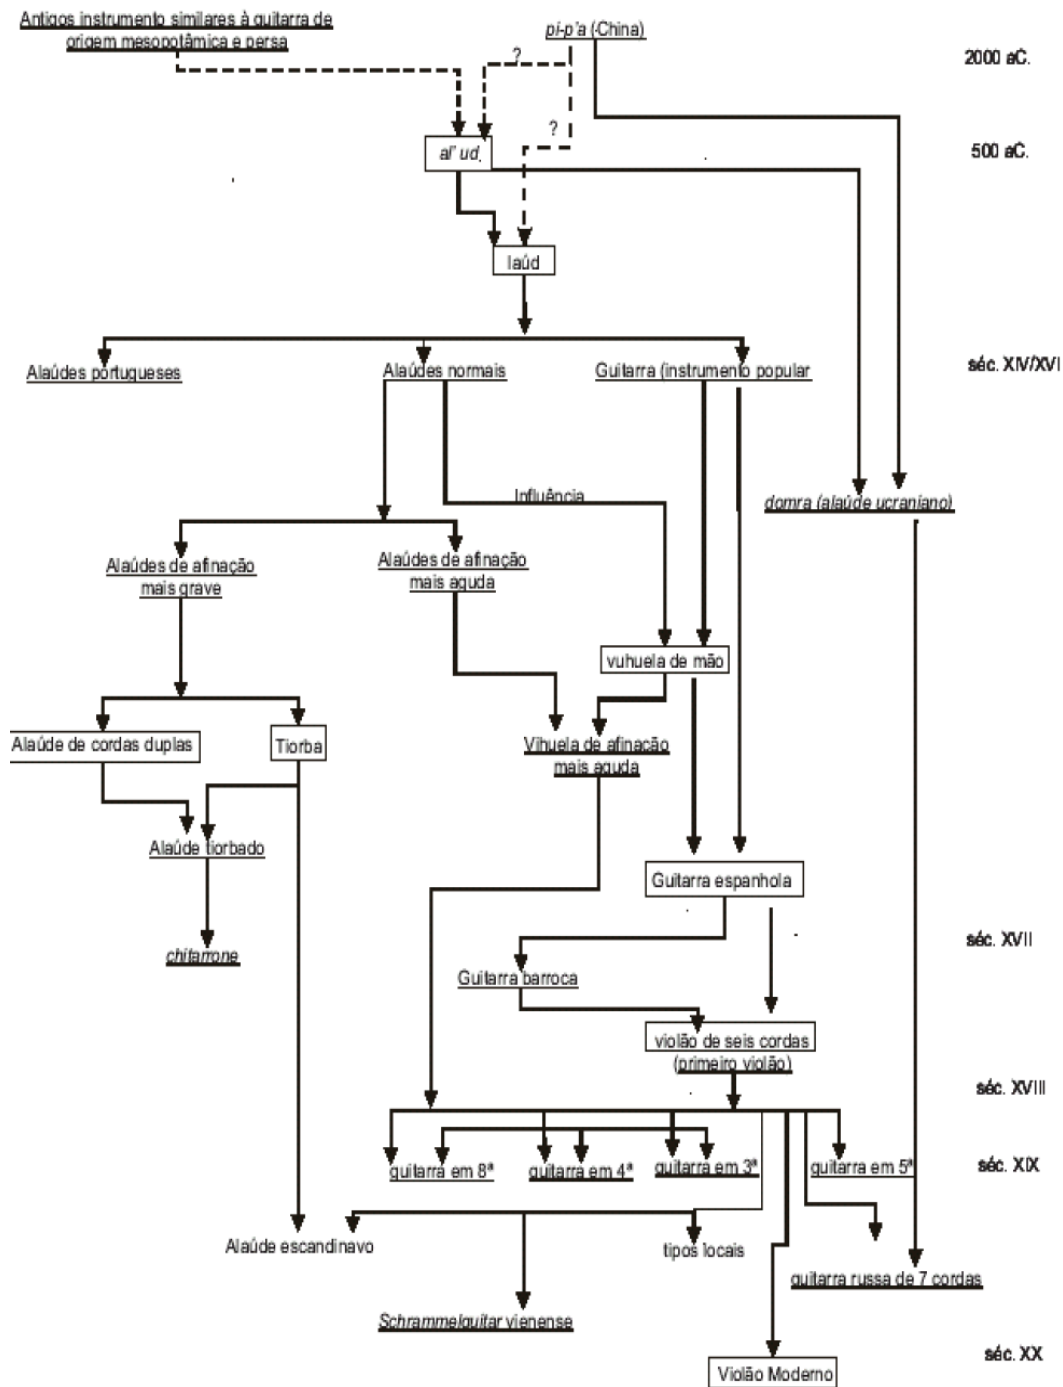 Antigos instrumento similares à guitarra de
origem mesopotâmica e persa
pi-p'a (China)
2000 aC.
?
?
al' ud
500 aC.
laúd
Alaúdes portugueses
Alaúdes normais
Guitarra (instrumento popular
séc. XIV/XVI
Influência
domra (alaúde ucraniano)
Alaúdes de afinação
mais grave
Alaúdes de afinação
mais aguda
vuhuela de mão
Alaúde de cordas duplas
Tiorba
Vihuela de afinação
mais aguda
Alaúde tiorbado
Guitarra espanhola
chitarrone
séc. XVII
Guitarra barroca
violão de seis cordas
(primeiro violão)
séc. XVIII
guitarra em 8ª
guitarra em 4ª
guitarra em 3ª
guitarra em 5ª
séc. XIX
Alaúde escandinavo
tipos locais
guitarra russa de 7 cordas
Schrammelguitar vienense
séc. XX
Violão Moderno